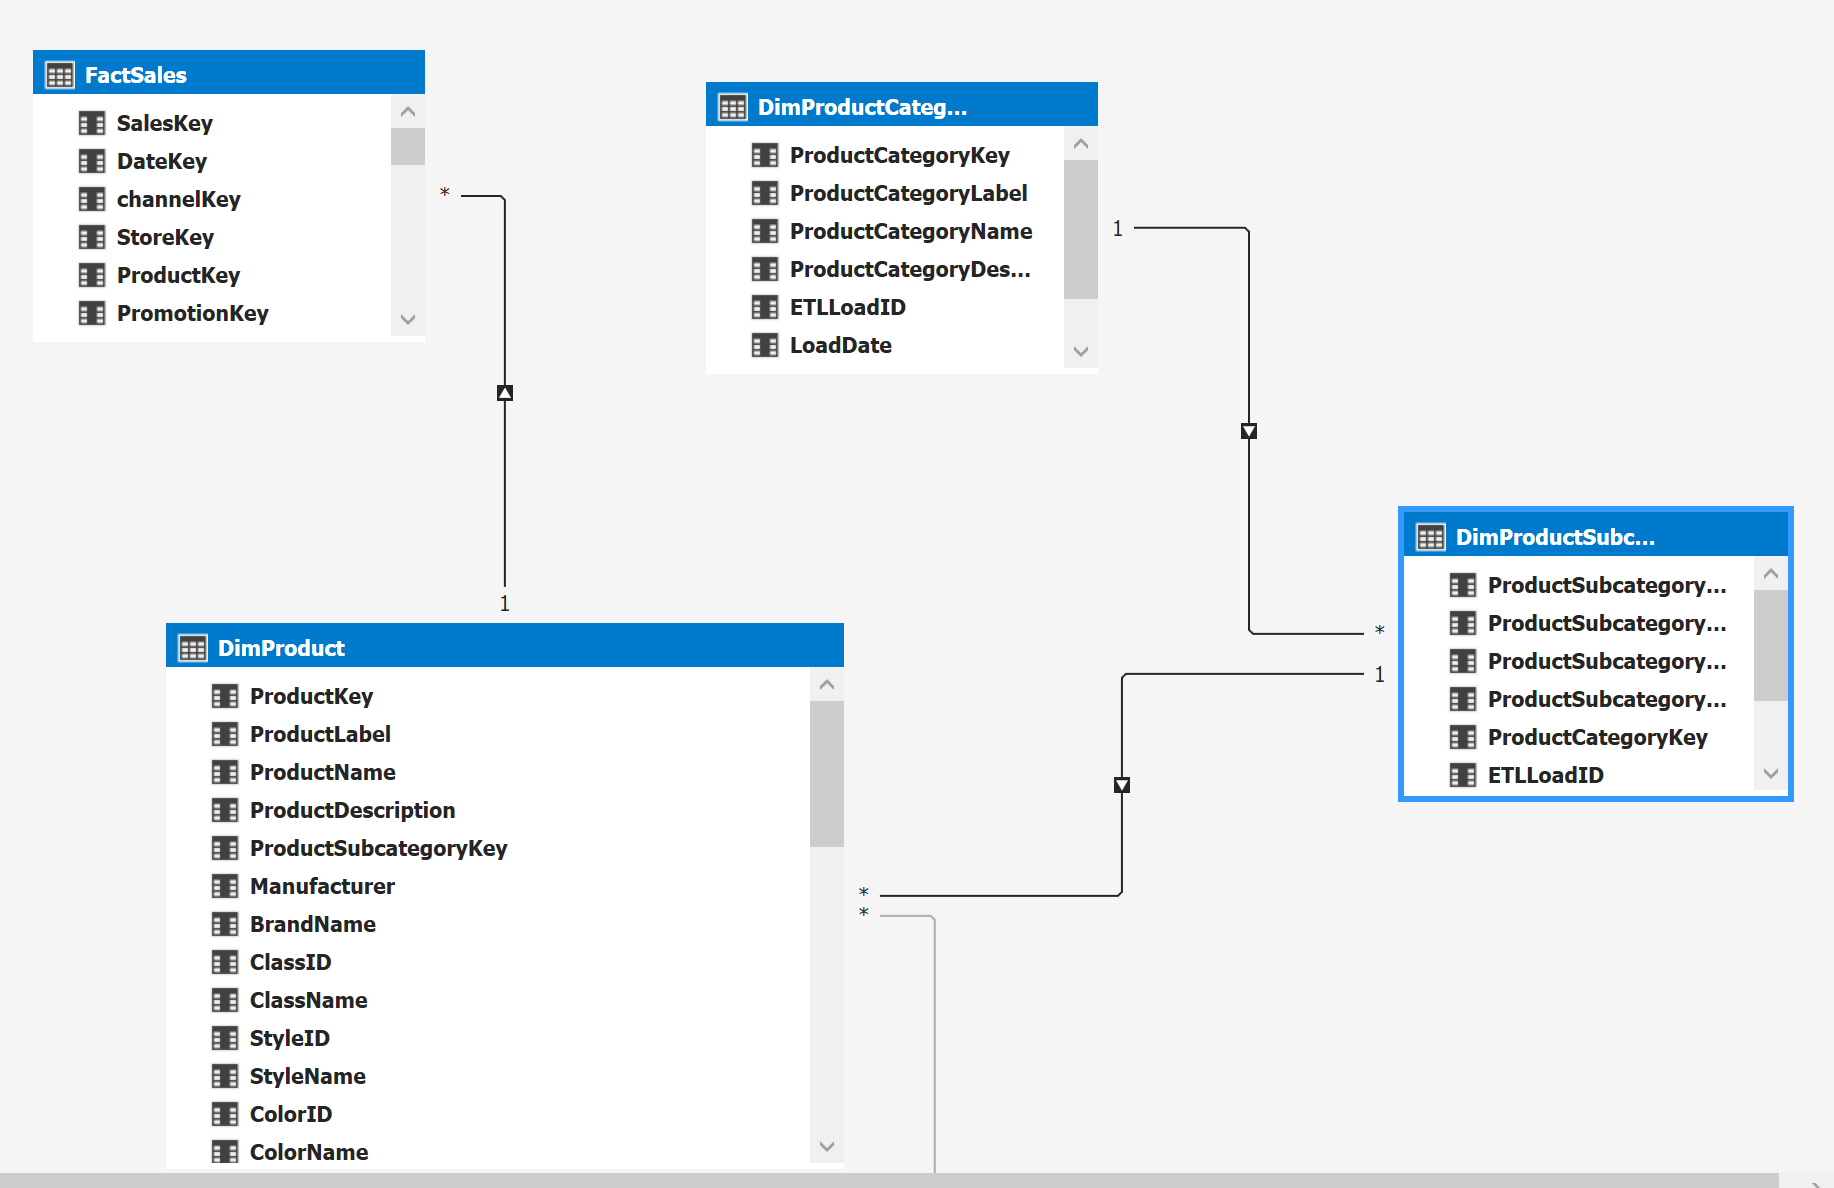 FactSales
SalesKey
DateKey
channelKey
StoreKey
ProductKey
PromotionKey
*
1
DimProductCateg...
ProductCategoryKey
ProductCategoryLabel
ProductCategoryName
ProductCategoryDes...
ETLLoadID
LoadDate
1
*
1
DimProductSubc...
ProductSubcategory...
ProductSubcategory...
ProductSubcategory...
ProductSubcategory...
ProductCategoryKey
ETLLoadID
DimProduct
ProductKey
ProductLabel
ProductName
ProductDescription
ProductSubcategoryKey
Manufacturer
BrandName
ClassID
ClassName
StyleID
StyleName
ColorID
ColorName
*
*